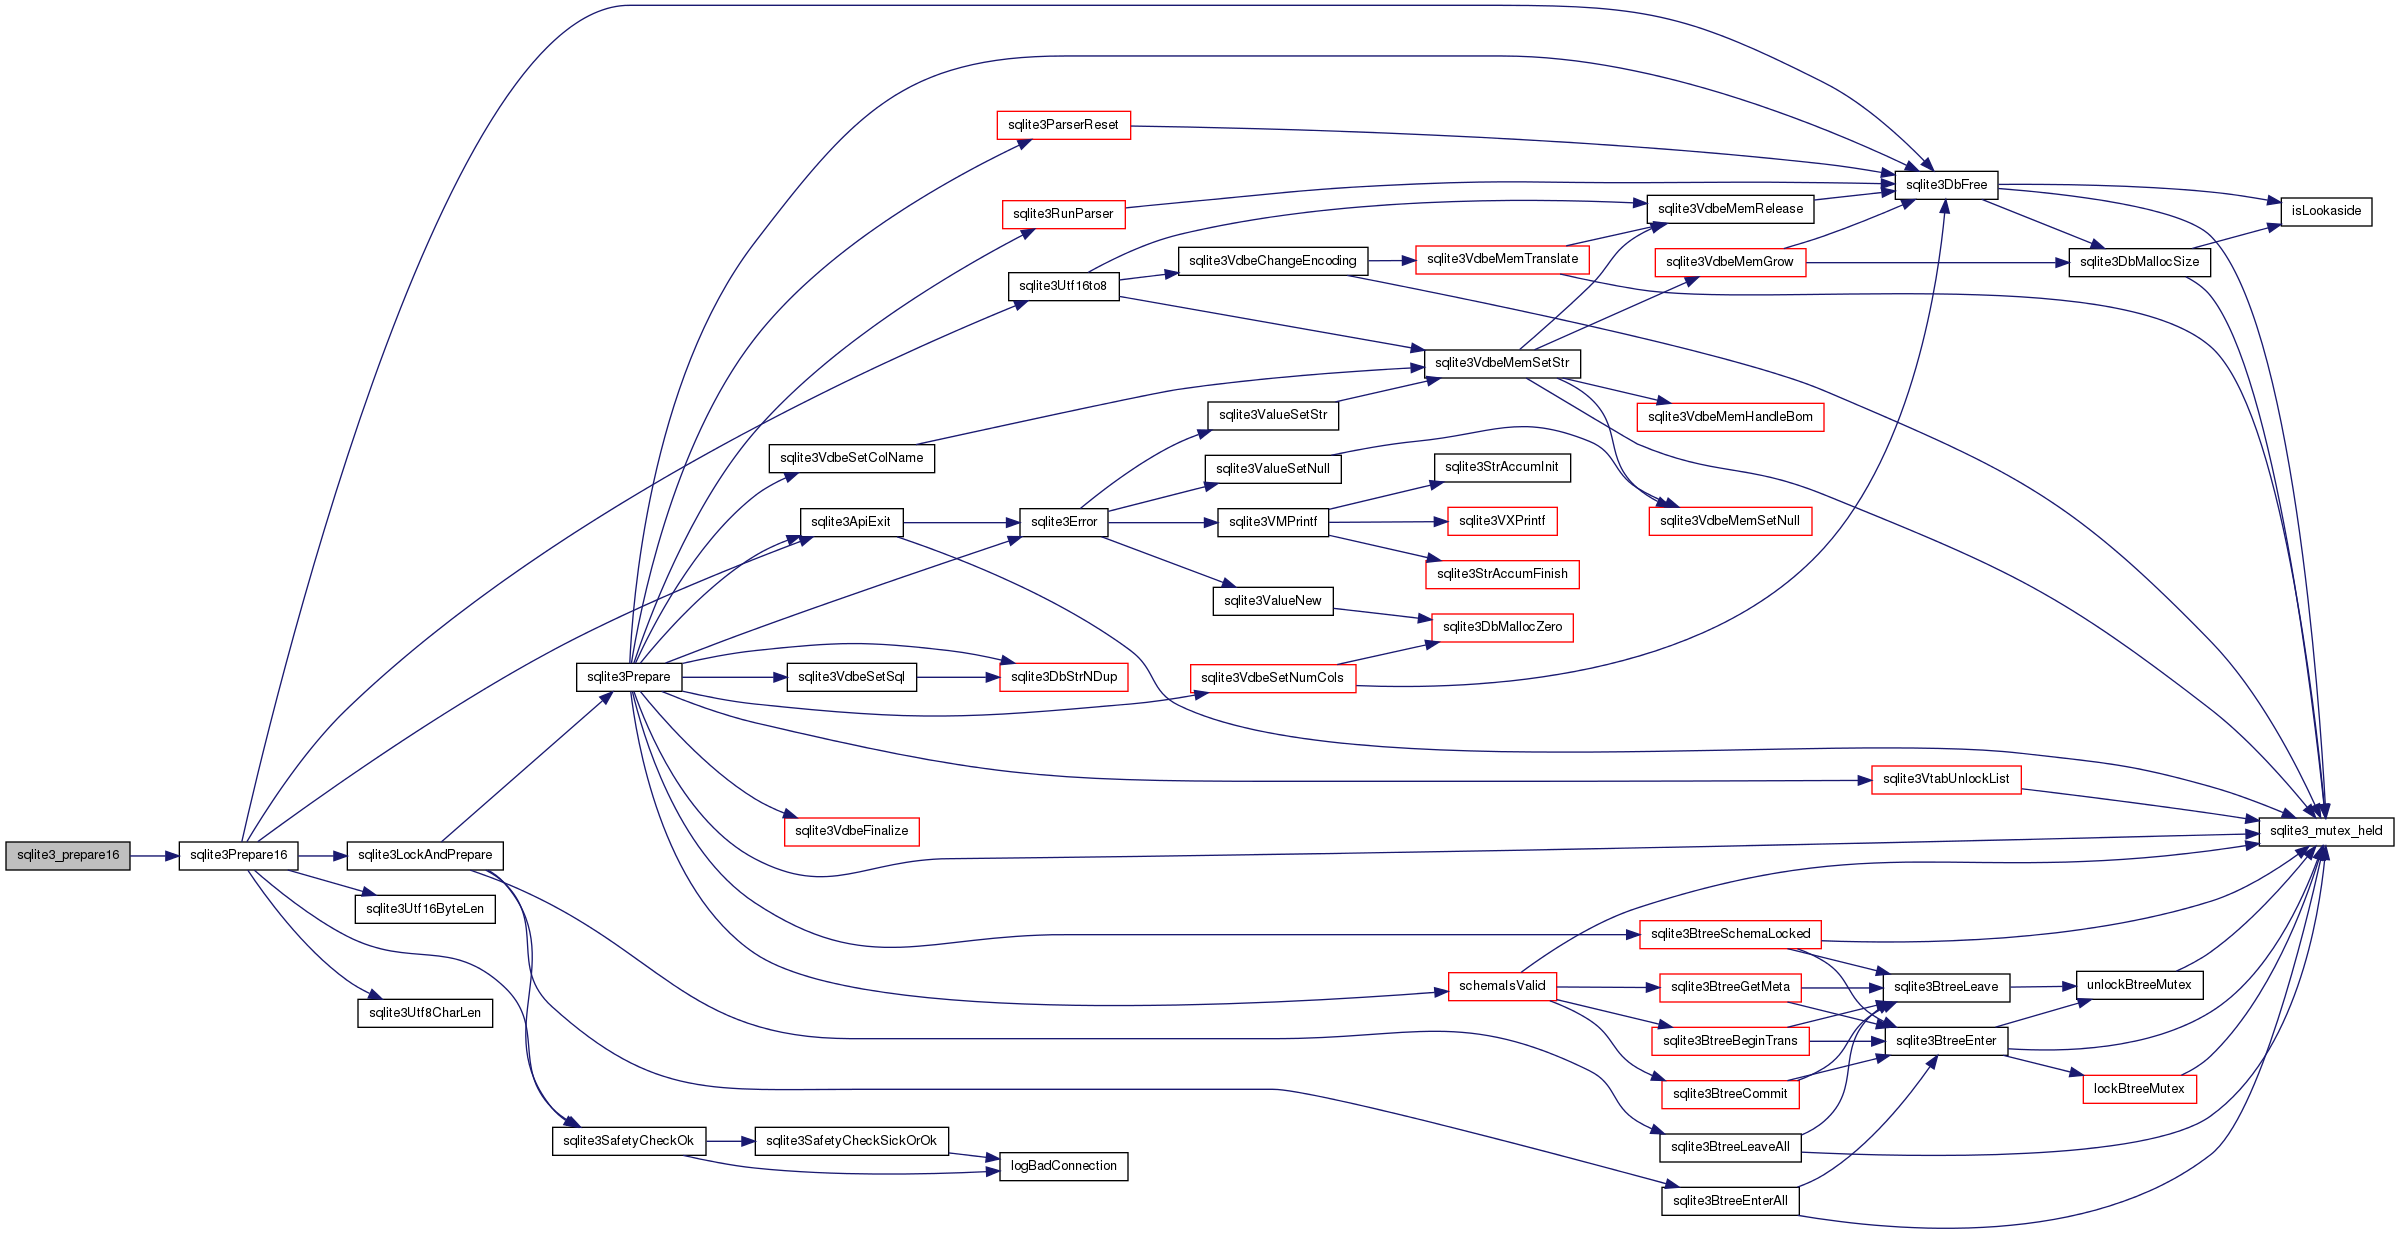 sqlite3_prepare16
sqlite3Prepare16
sqlite3LockAndPrepare
sqlite3Utf16ByteLen
sqlite3Utf8CharLen
sqlite3Prepare
sqlite3SafetyCheckOk
sqlite3VdbeSetColName
sqlite3ApiExit
sqlite3VdbeSetSql
sqlite3VdbeFinalize
sqlite3SafetyCheckSickOrOk
sqlite3ParserReset
sqlite3RunParser
sqlite3Utf16to8
sqlite3Error
sqlite3DbStrNDup
logBadConnection
sqlite3VdbeChangeEncoding
sqlite3ValueSetStr
sqlite3ValueSetNull
sqlite3VMPrintf
sqlite3ValueNew
sqlite3VdbeSetNumCols
sqlite3VdbeMemTranslate
sqlite3VdbeMemSetStr
sqlite3StrAccumInit
sqlite3VXPrintf
sqlite3StrAccumFinish
sqlite3DbMallocZero
schemaIsValid
sqlite3VdbeMemRelease
sqlite3VdbeMemGrow
sqlite3VdbeMemHandleBom
sqlite3VdbeMemSetNull
sqlite3BtreeSchemaLocked
sqlite3BtreeGetMeta
sqlite3BtreeBeginTrans
sqlite3BtreeCommit
sqlite3BtreeLeaveAll
sqlite3BtreeEnterAll
sqlite3DbFree
sqlite3VtabUnlockList
sqlite3BtreeLeave
sqlite3BtreeEnter
sqlite3DbMallocSize
unlockBtreeMutex
lockBtreeMutex
isLookaside
sqlite3_mutex_held